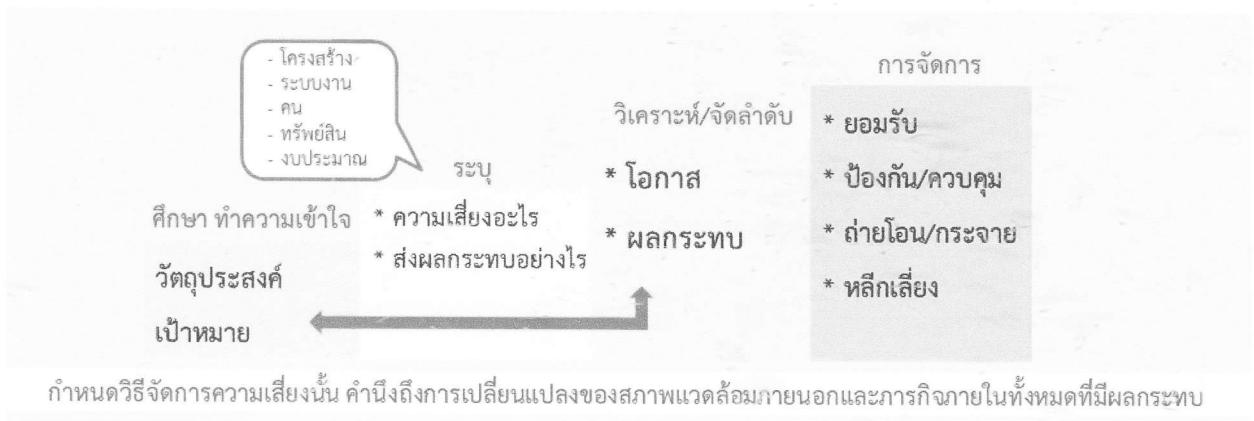 - โครงสร้าง
- ระบบงาน
- คน
- ทรัพย์สิน
- งบประมาณ
ศึกษา ทำความเข้าใจ
วัตถุประสงค์
เป้าหมาย
ระบุ
* ความเสี่ยงอะไร
* ส่งผลกระทบอย่างไร
วิเคราะห์/จัดลำดับ
* โอกาส
* ผลกระทบ
การจัดการ
* ยอมรับ
* ป้องกัน/ควบคุม
* ถ่ายโอน/กระจาย
* หลีกเลี่ยง
กำหนดวิธีจัดการความเสี่ยงนั้น คำนึงถึงการเปลี่ยนแปลงของสภาพแวดล้อมภายนอกและภารกิจภายในทั้งหมดที่มีผลกระทบ